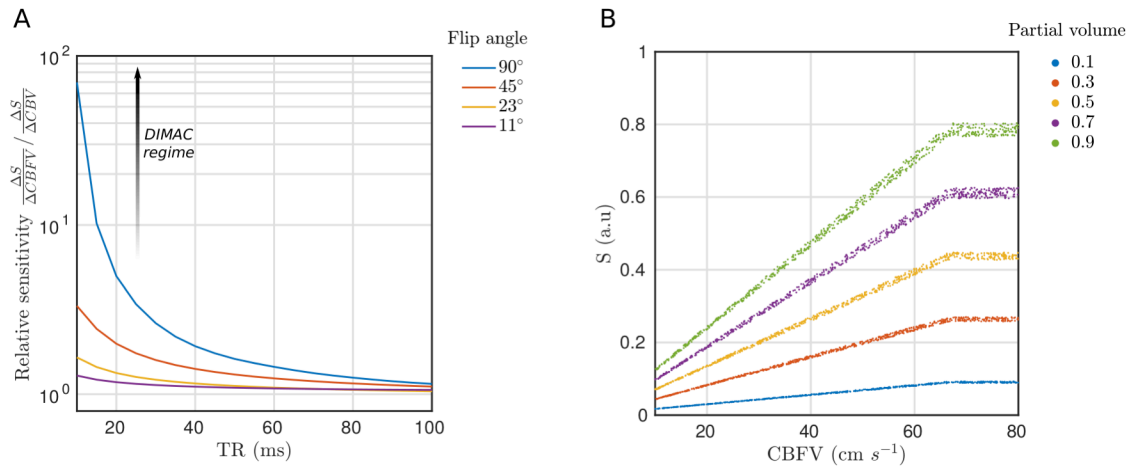 A
Relative sensitivity ΔS/ΔCBFV / ΔS/ΔCBV
10²
10¹
10⁰
DIMAC
regime
20 40 60 80 100
TR (ms)
Flip angle
90°
45°
23°
11°
B
S (a.u)
1
0.8
0.6
0.4
0.2
0
20 40 60 80
CBFV (cm s⁻¹)
Partial volume
0.1
0.3
0.5
0.7
0.9